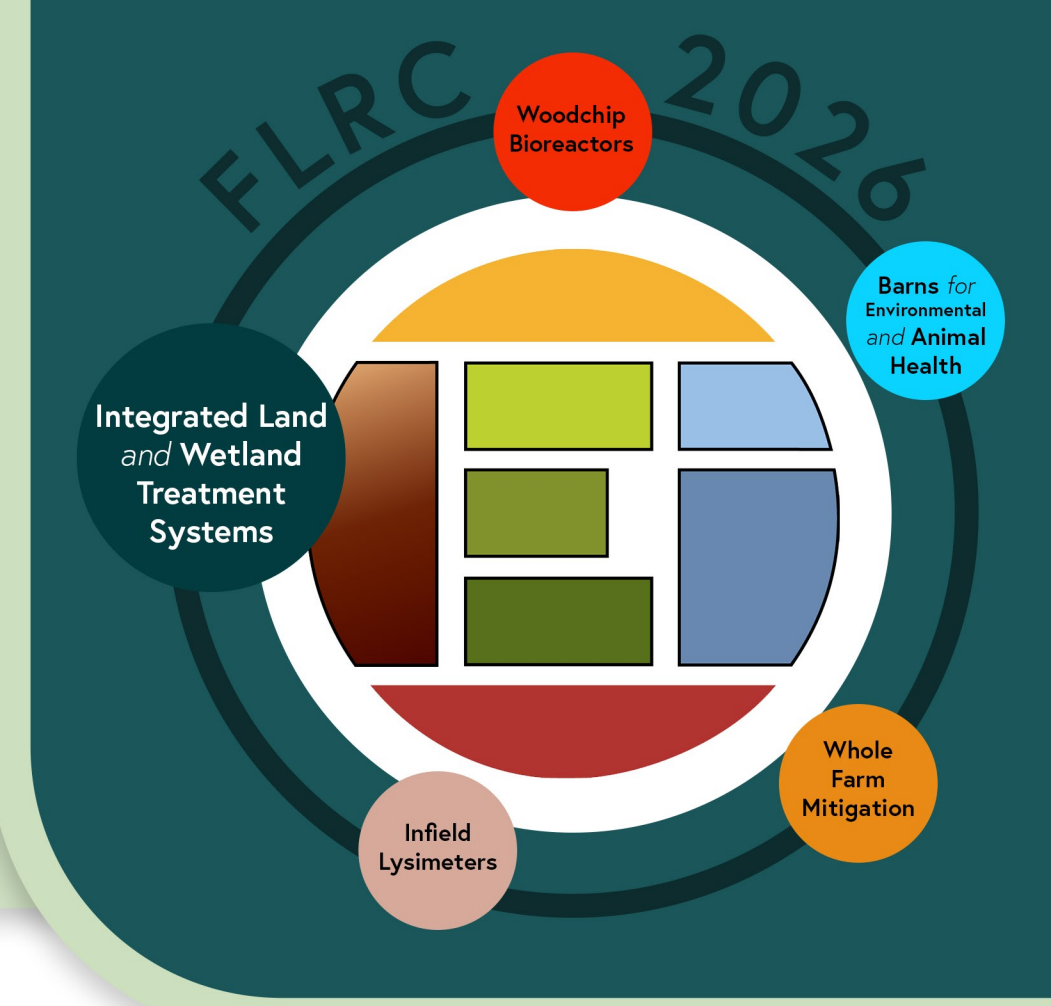 FLRC 2026
Woodchip
Bioreactors
Barns for
Environmental
and Animal
Health
Integrated Land
and Wetland
Treatment
Systems
Whole
Farm
Mitigation
Infield
Lysimeters